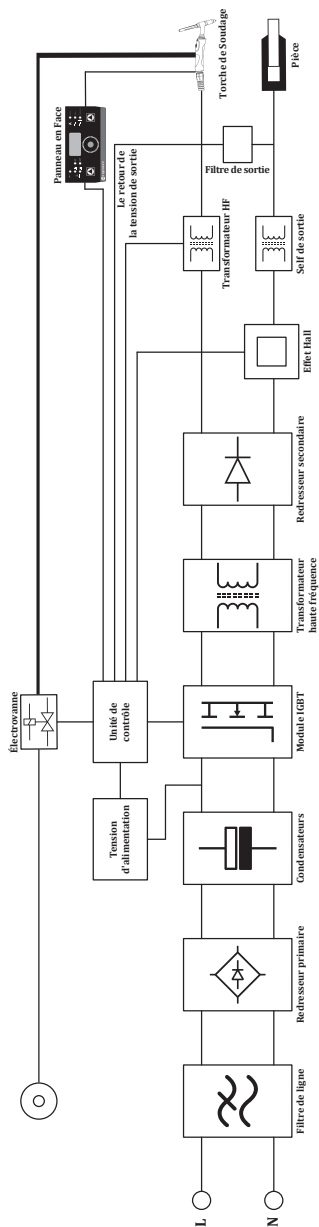 Électrovanne
Panneau en Face
Torche de Soudage
Pièce
Le retour de
la tension de sortie
Filtre de sortie
Transformateur HF
Self de sortie
Effet Hall
Tension
d'alimentation
Unité de
contrôle
L
N
Filtre de ligne
Redresseur primaire
Condensateurs
Module IGBT
Transformateur
haute fréquence
Redresseur secondaire